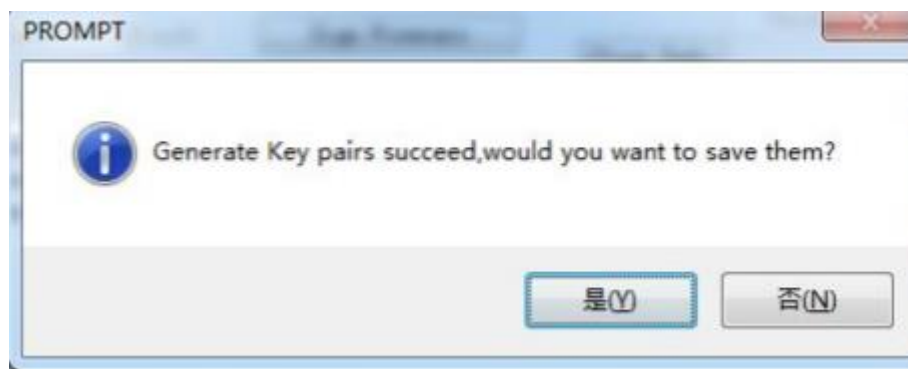 PROMPT
Generate Key pairs succeed,would you want to save them?
是(Y)
否(N)